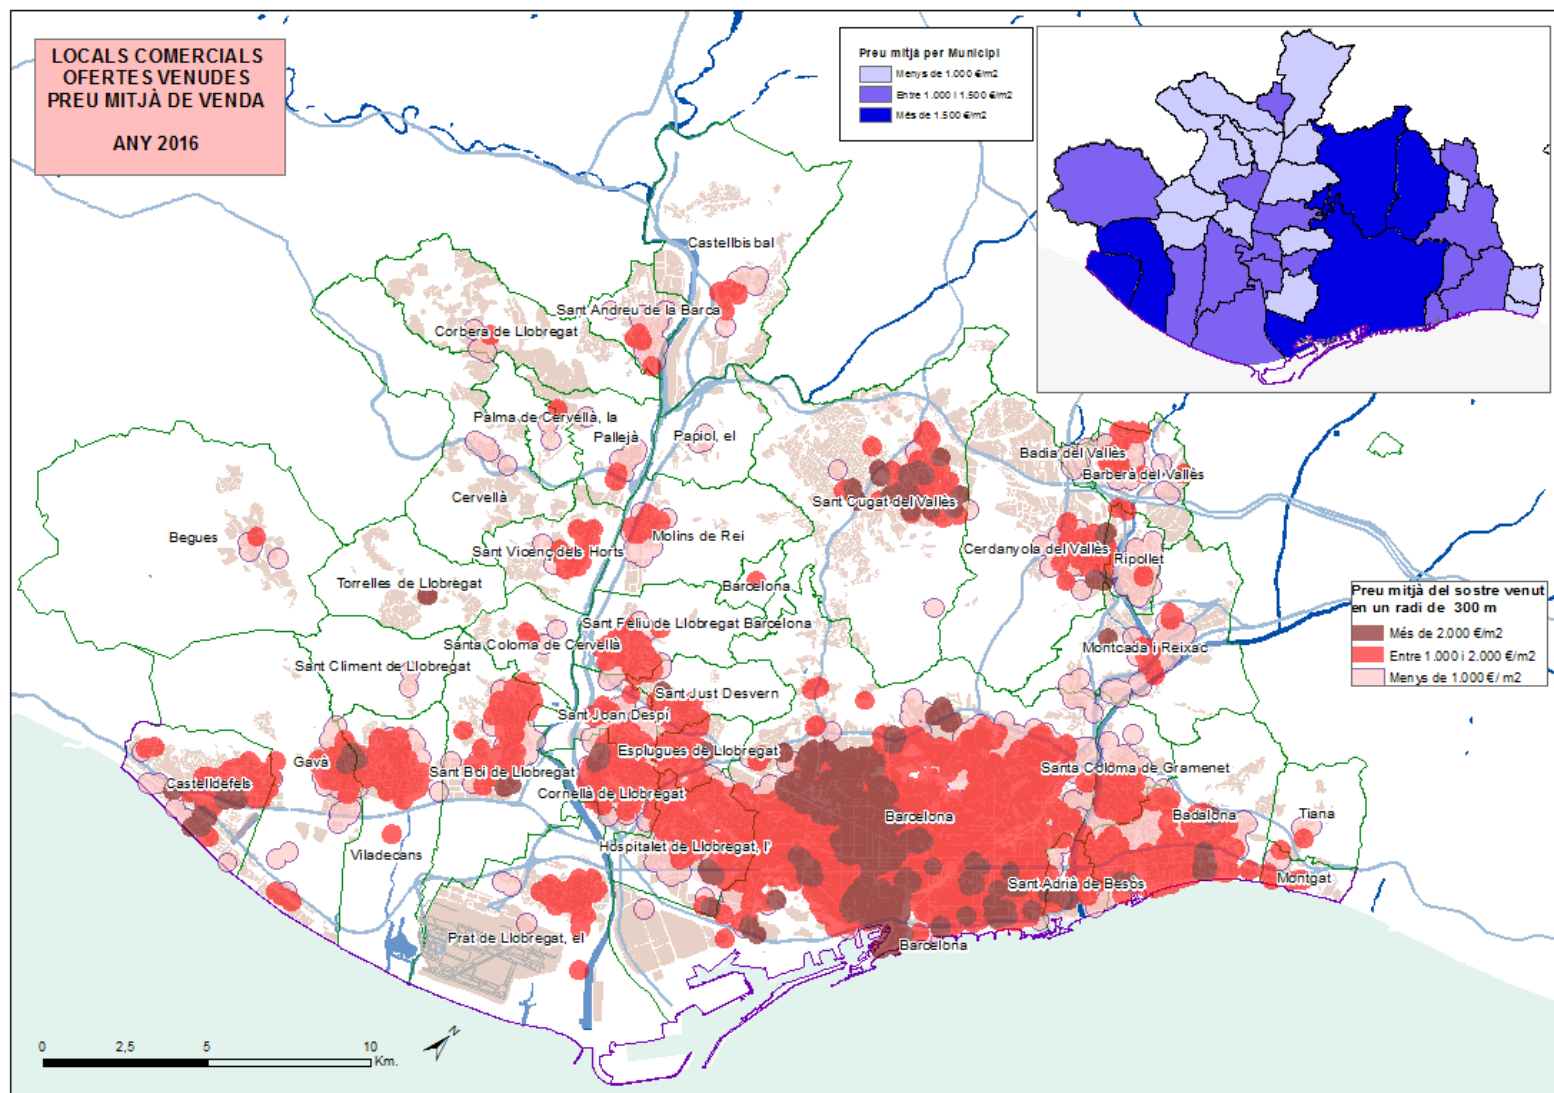 LOCALS COMERCIALS
OFERTES VENUDES
PREU MITJÀ DE VENDA
ANY 2016
Preu mitjà per Municipi
Menys de 1.000 €/m2
Entre 1.000 i 1.500 €/m2
Més de 1.500 €/m2
Castellbisbal
Sant Andreu de la Barca
Corbera de Llobregat
Palma de Cervellà, la
Pallejà
Papiol, el
Badia del Vallès
Barberà del Vallès
Cervellà
Sant Cugat del Vallès
Begues
Molins de Rei
Sant Vicenç dels Horts
Cerdanyola del Vallès
Ripollet
Torrelles de Llobregat
Barcelona
Preu mitjà del sostre venut
en un radi de 300 m
Més de 2.000 €/m2
Entre 1.000 i 2.000 €/m2
Menys de 1.000 €/ m2
Sant Feliu de Llobregat Barcelona
Santa Coloma de Cervellà
Montcada i Reixac
Sant Climent de Llobregat
Sant Just Desvern
Sant Joan Despí
Esplugues de Llobregat
Gavà
Sant Boi de Llobregat
Santa Coloma de Gramenet
Castelldefels
Cornellà de Llobregat
Barcelona
Badalona
Tiana
Viladecans
Hospitalet de Llobregat, l'
Sant Adrià de Besòs
Montgat
Prat de Llobregat, el
Barcelona
N
0 2,5 5 10
Km.